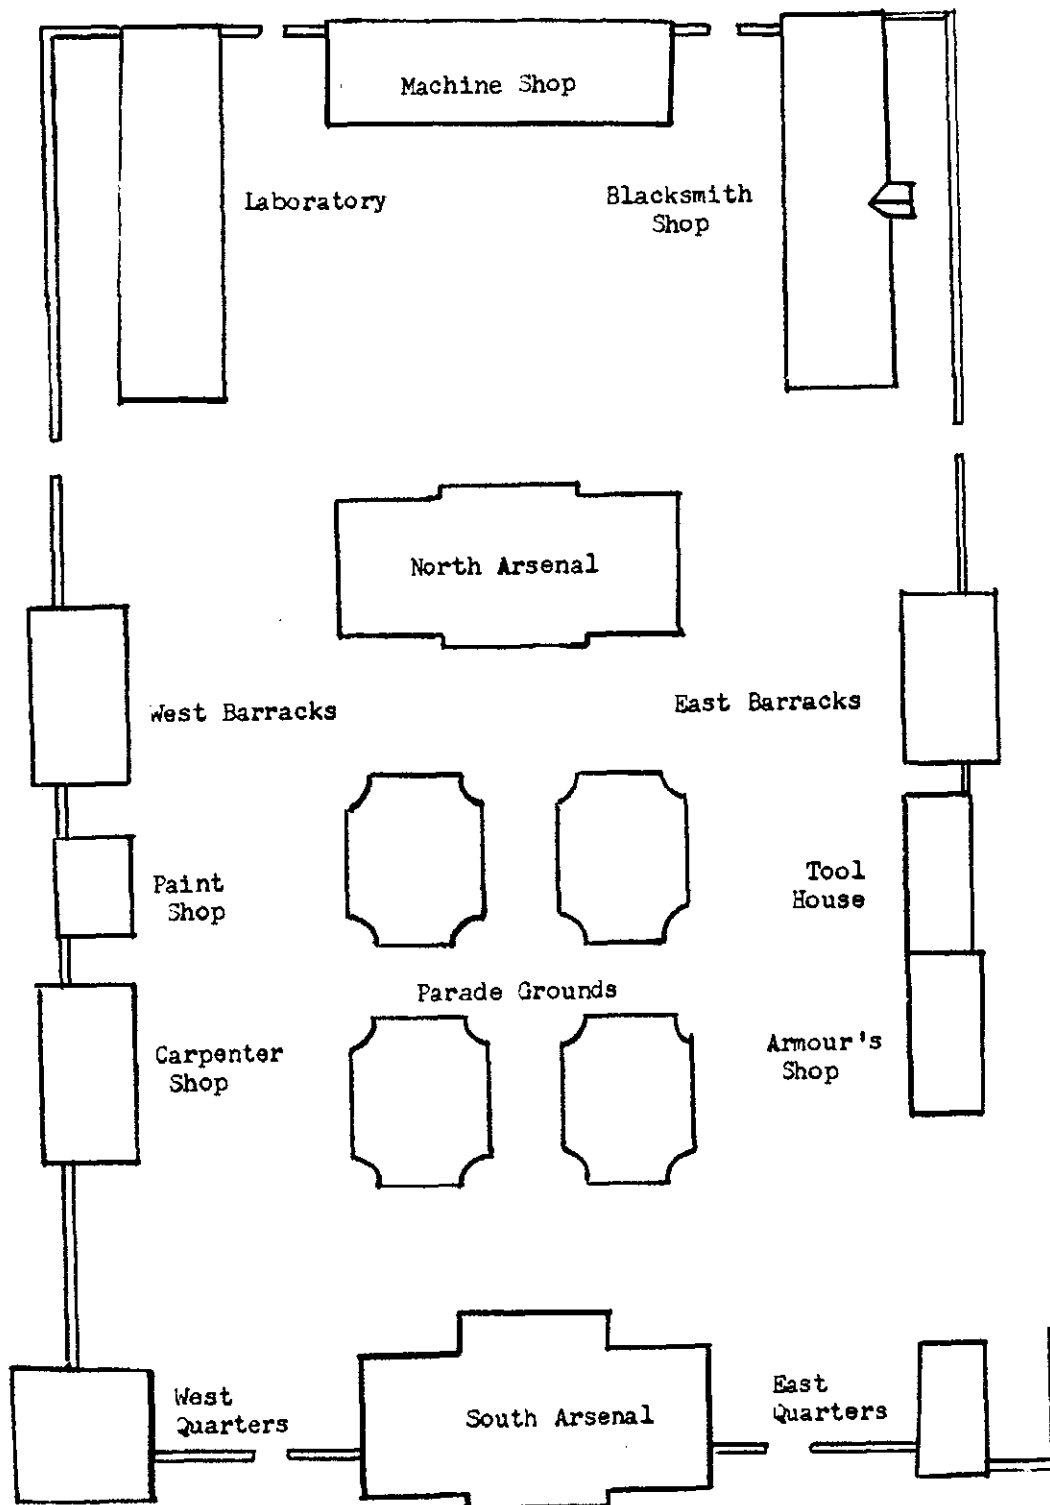 Machine Shop
Laboratory
Blacksmith
Shop
North Arsenal
West Barracks
East Barracks
Paint
Shop
Tool
House
Parade Grounds
Carpenter
Shop
Armour's
Shop
West
Quarters
South Arsenal
East
Quarters